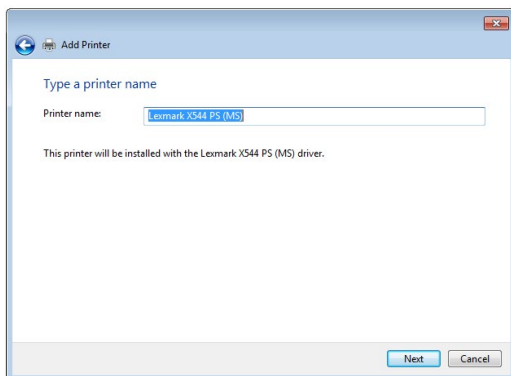 Add Printer
Type a printer name
Printer name: Lexmark X544 PS (MS)
This printer will be installed with the Lexmark X544 PS (MS) driver.
Next Cancel